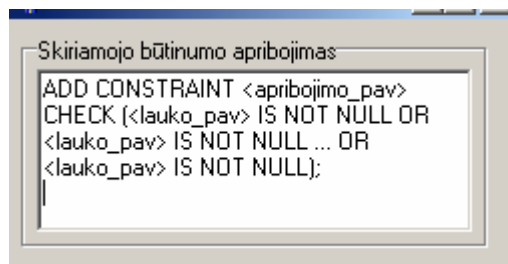 Skiriamojo būtinumo apribojimas
ADD CONSTRAINT <apribojimo_pav>
CHECK (<lauko_pav> IS NOT NULL OR
<lauko_pav> IS NOT NULL ... OR
<lauko_pav> IS NOT NULL);